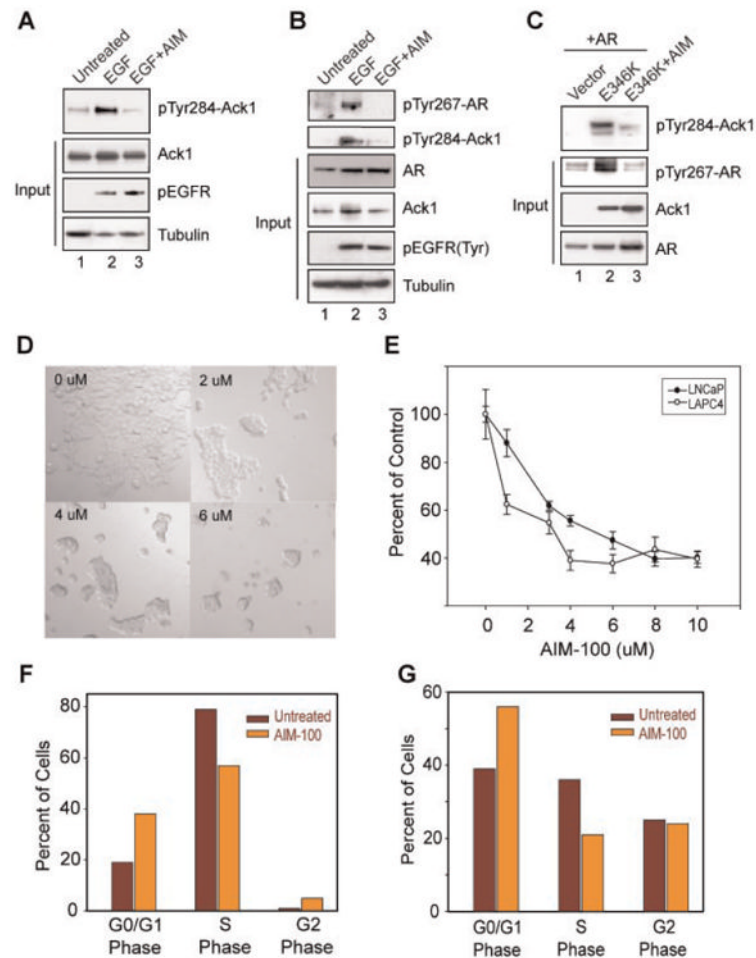 A
Untreated
EGF
EGF+AIM
pTyr284-Ack1
Input
Ack1
pEGFR
Tubulin
1 2 3
B
Untreated
EGF
EGF+AIM
pTyr267-AR
pTyr284-Ack1
Input
AR
Ack1
pEGFR(Tyr)
Tubulin
1 2 3
C
+AR
Vector
E346K
E346K+AIM
pTyr284-Ack1
Input
pTyr267-AR
Ack1
AR
1 2 3
D
0 uM
2 uM
4 uM
6 uM
E
Percent of Control
100
80
60
40
LNCaP
LAPC4
0 2 4 6 8 10
AIM-100 (uM)
F
Percent of Cells
80
60
40
20
0
Untreated
AIM-100
G0/G1 Phase
S Phase
G2 Phase
G
Percent of Cells
60
40
20
0
Untreated
AIM-100
G0/G1 Phase
S Phase
G2 Phase